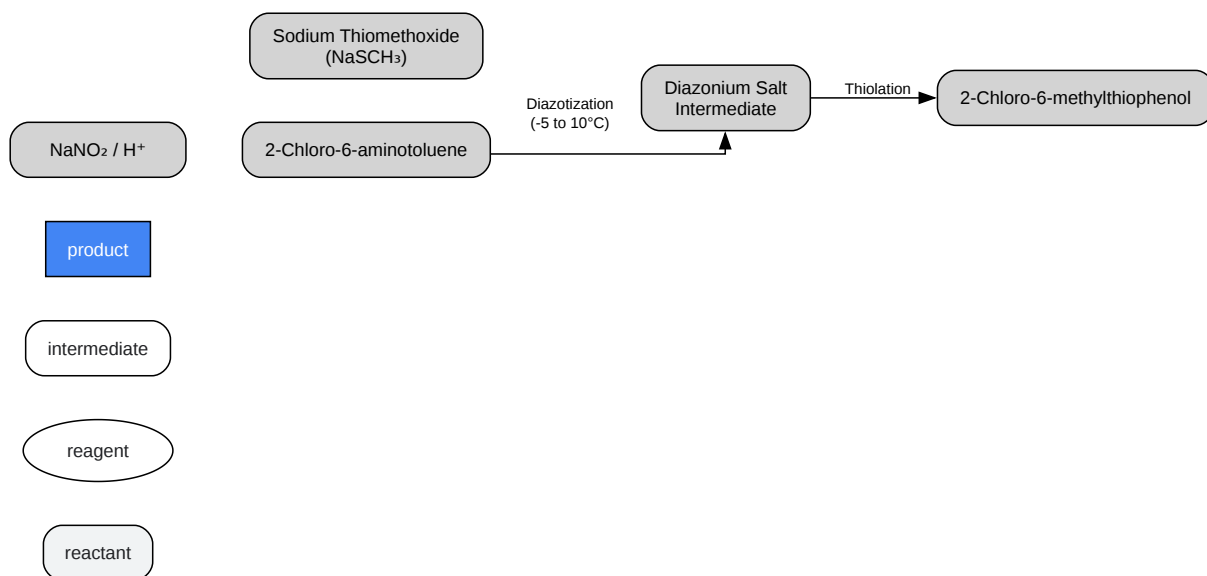 Sodium Thiomethoxide
(NaSCH₃)
Diazotization
(-5 to 10°C)
Diazonium Salt
Intermediate
Thiolation
2-Chloro-6-methylthiophenol
NaNO₂ / H⁺
2-Chloro-6-aminotoluene
product
intermediate
reagent
reactant